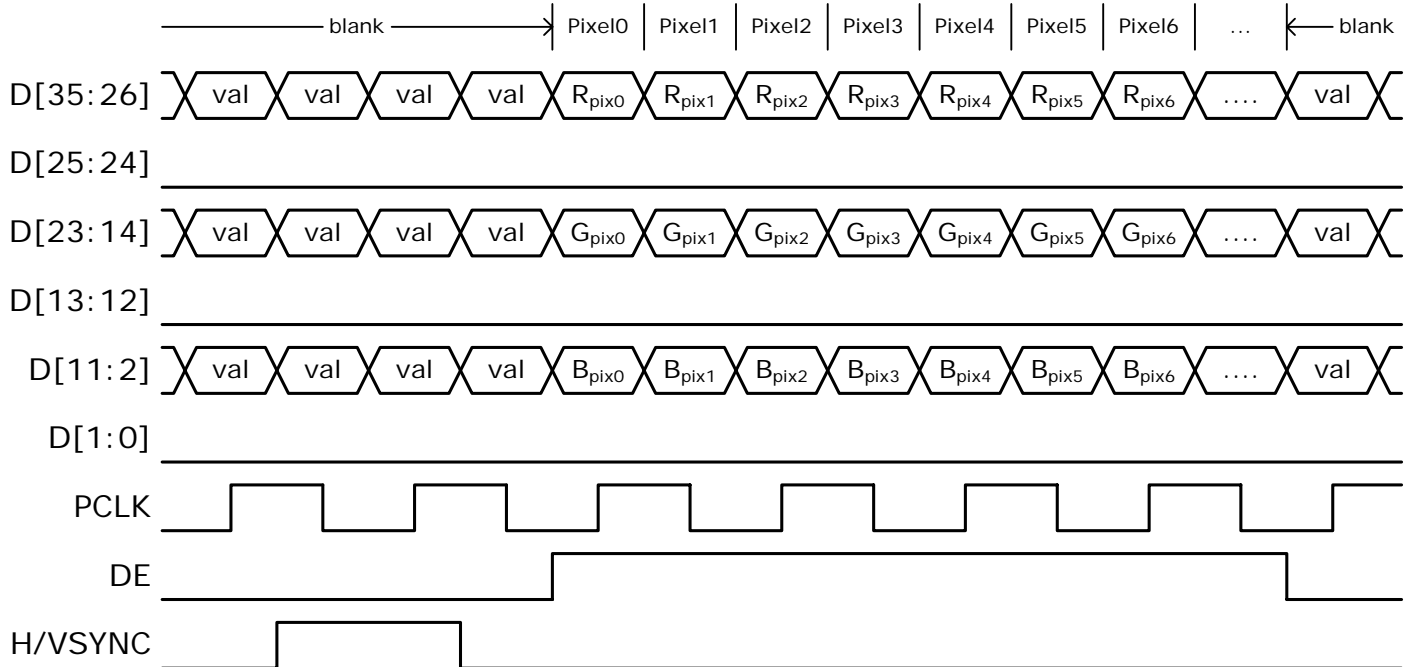 blank Pixel0 Pixel1 Pixel2 Pixel3 Pixel4 Pixel5 Pixel6 ... blank
D[35:26] val val val val Rpix0 Rpix1 Rpix2 Rpix3 Rpix4 Rpix5 Rpix6 .... val
D[25:24]
D[23:14] val val val val Gpix0 Gpix1 Gpix2 Gpix3 Gpix4 Gpix5 Gpix6 .... val
D[13:12]
D[11:2] val val val val Bpix0 Bpix1 Bpix2 Bpix3 Bpix4 Bpix5 Bpix6 .... val
D[1:0]
PCLK
DE
H/VSYNC